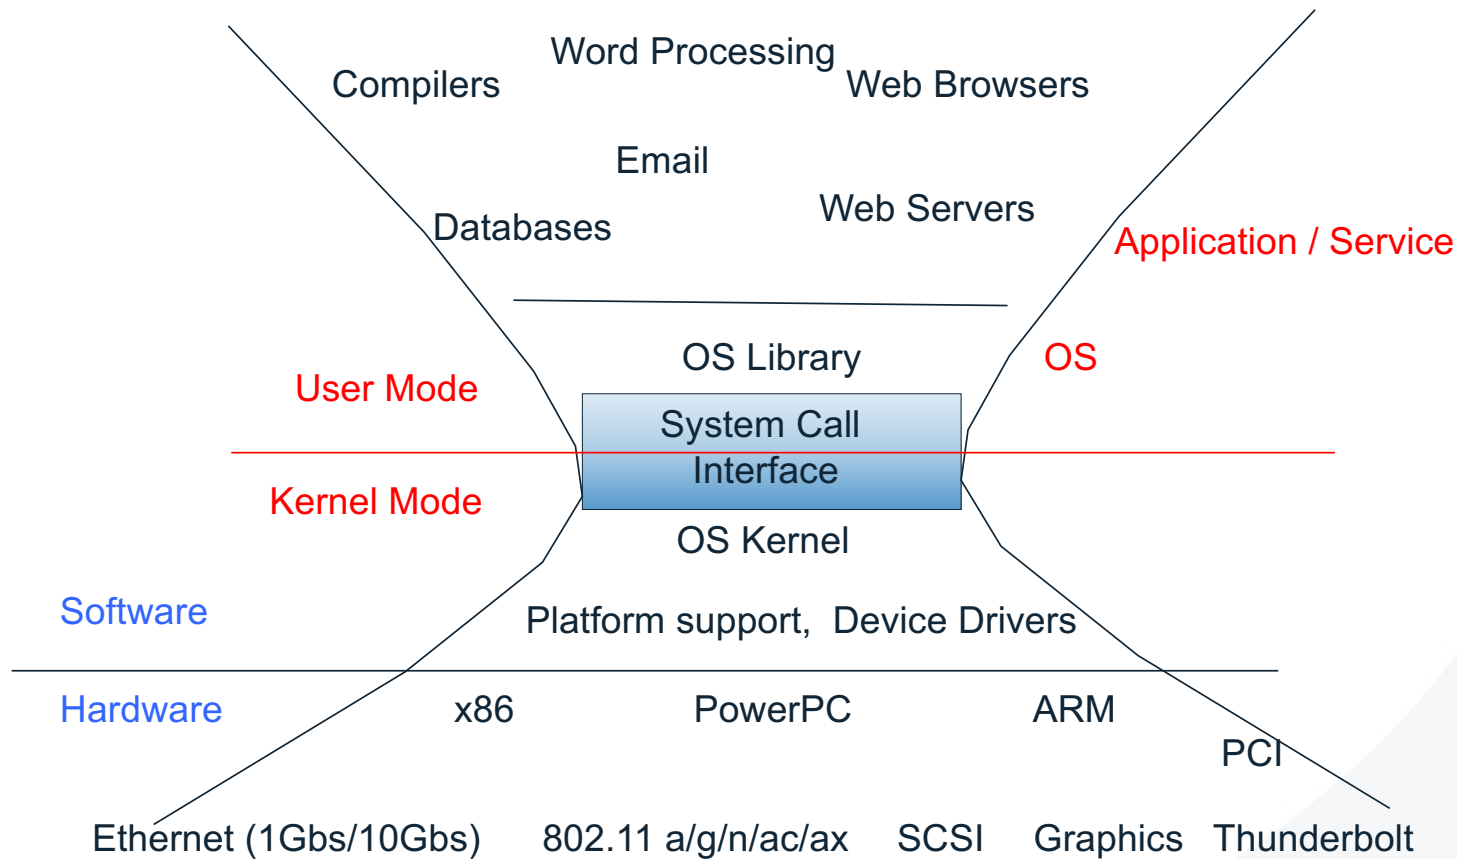 Word Processing
Compilers
Web Browsers
Email
Web Servers
Databases
Application / Service
OS Library
OS
User Mode
System Call
Interface
Kernel Mode
OS Kernel
Software
Platform support,  Device Drivers
Hardware
x86
PowerPC
ARM
PCI
Ethernet (1Gbs/10Gbs)
802.11 a/g/n/ac/ax
SCSI
Graphics
Thunderbolt